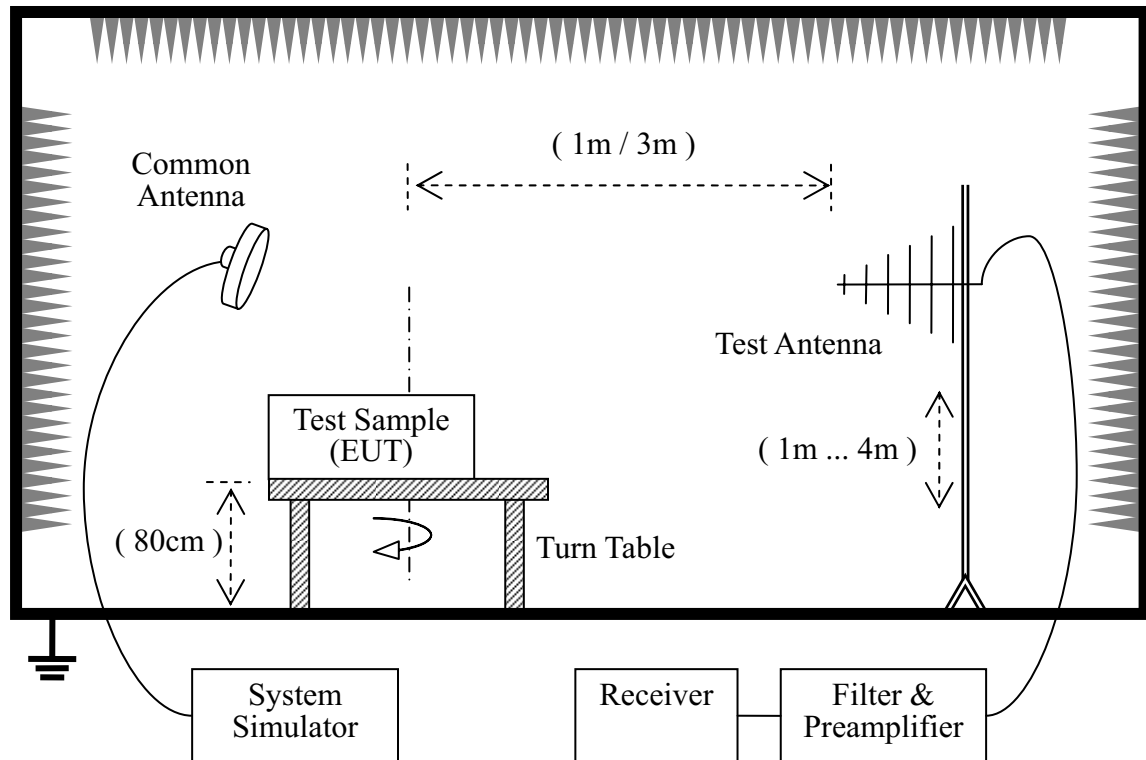 ( 1m / 3m )
Common
Antenna
Test Antenna
Test Sample
(EUT)
( 1m ... 4m )
( 80cm )
Turn Table
System
Simulator
Receiver
Filter &
Preamplifier